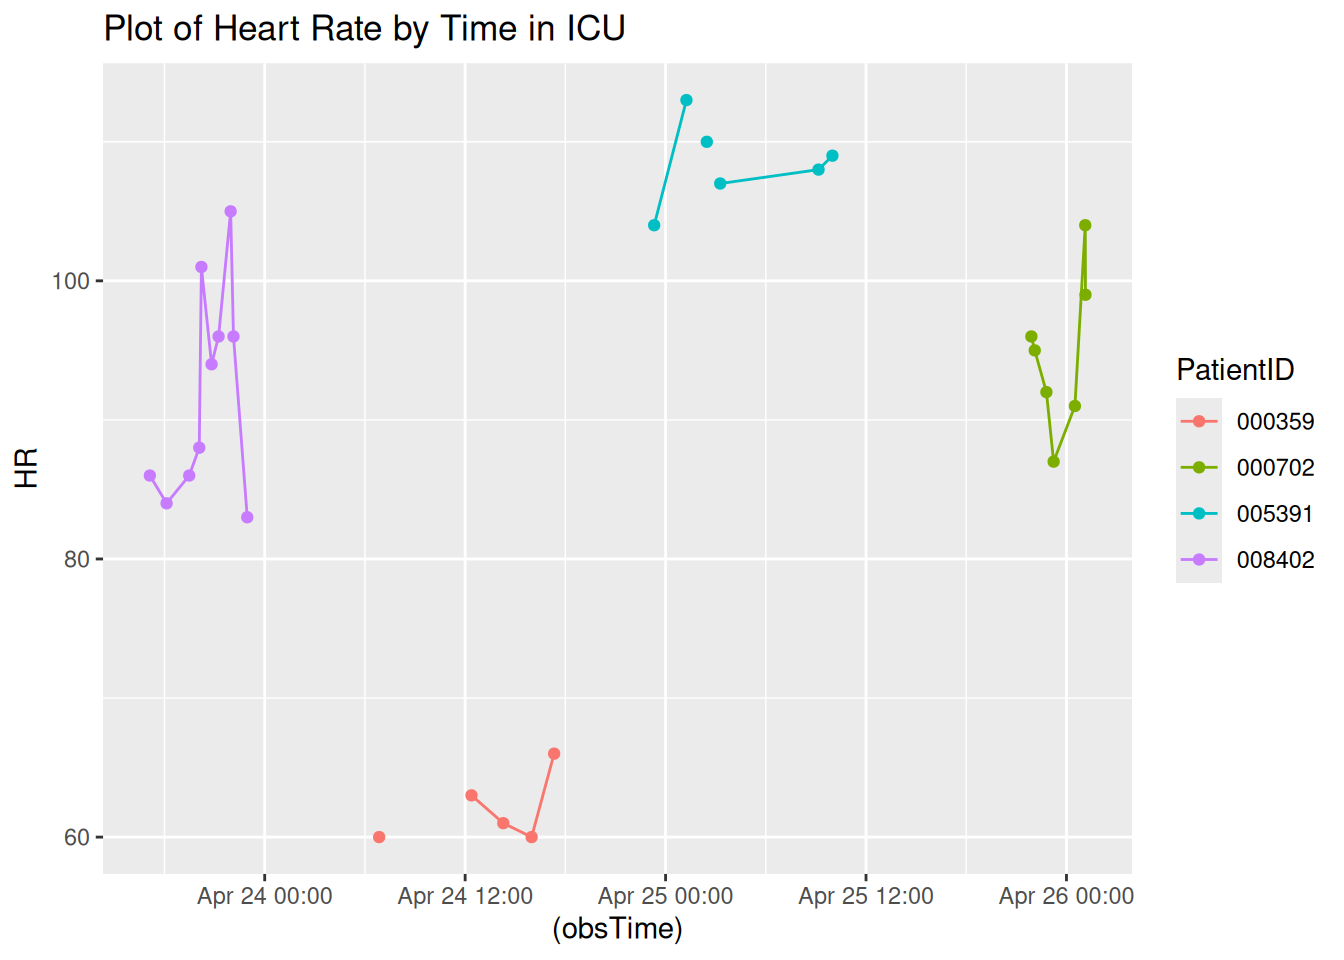 Plot of Heart Rate by Time in ICU
HR
100
80
60
Apr 24 00:00
Apr 24 12:00
Apr 25 00:00
Apr 25 12:00
Apr 26 00:00
(obsTime)
PatientID
000359
000702
005391
008402